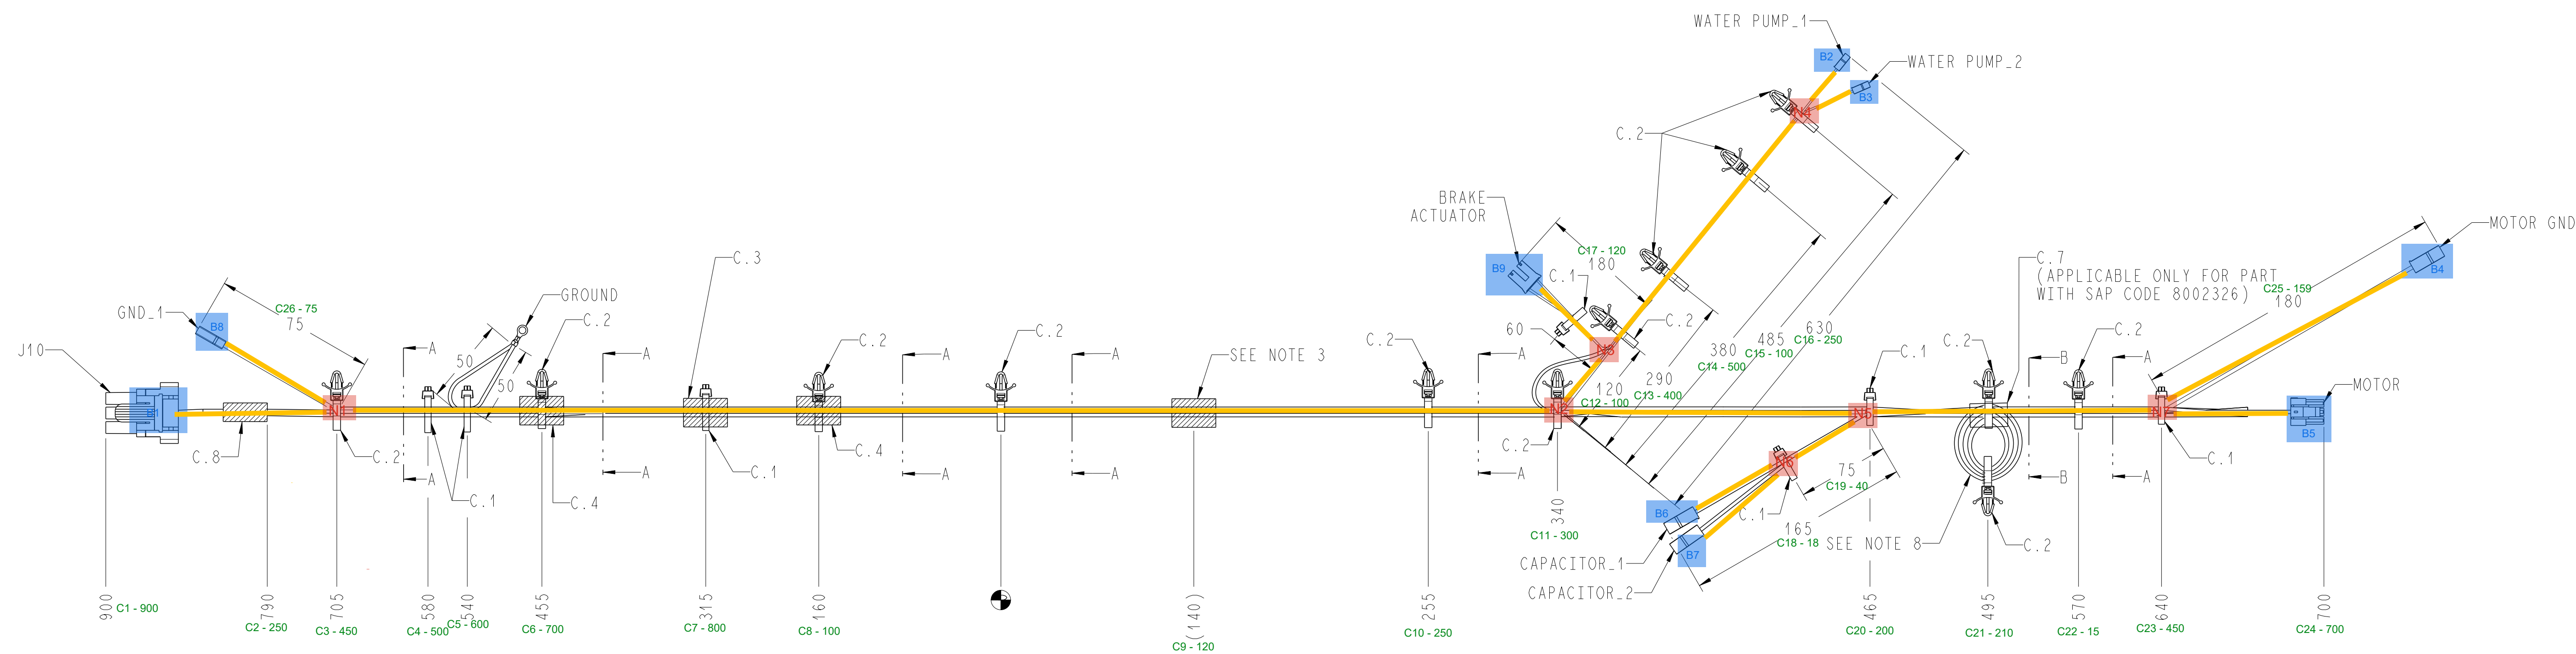 WATER PUMP_1
B2
WATER PUMP_2
B3
N4
C.2
BRAKE
ACTUATOR
B9
C17 - 120
180
C.1
MOTOR GND
B4
C.7
(APPLICABLE ONLY FOR PART
WITH SAP CODE 8002326)
C25 - 159
180
C.3
GROUND
C26 - 75
75
GND_1
B8
J10
C.2
C.2
C.2
C.2
C.2
60
N3
630
C16 - 250
485
C15 - 100
380
C14 - 500
290
C13 - 400
120
C12 - 100
A
A
A
A
SEE NOTE 3
A
C.1
C.2
B
C.2
A
50
50
N1
N2
N5
N7
MOTOR
B5
C.8
C.2
C.1
A
C.4
A
C.1
C.4
A
A
A
C.2
N6
75
C19 - 40
B
A
C.1
B6
C.1
165
C18 - 18
B7
SEE NOTE 8
C.2
CAPACITOR_1
CAPACITOR_2
340
C11 - 300
900
C1 - 900
790
C2 - 250
705
C3 - 450
580
C4 - 500
540
C5 - 600
455
C6 - 700
315
C7 - 800
160
C8 - 100
(140)
C9 - 120
255
C10 - 250
465
C20 - 200
495
C21 - 210
570
C22 - 15
640
C23 - 450
700
C24 - 700